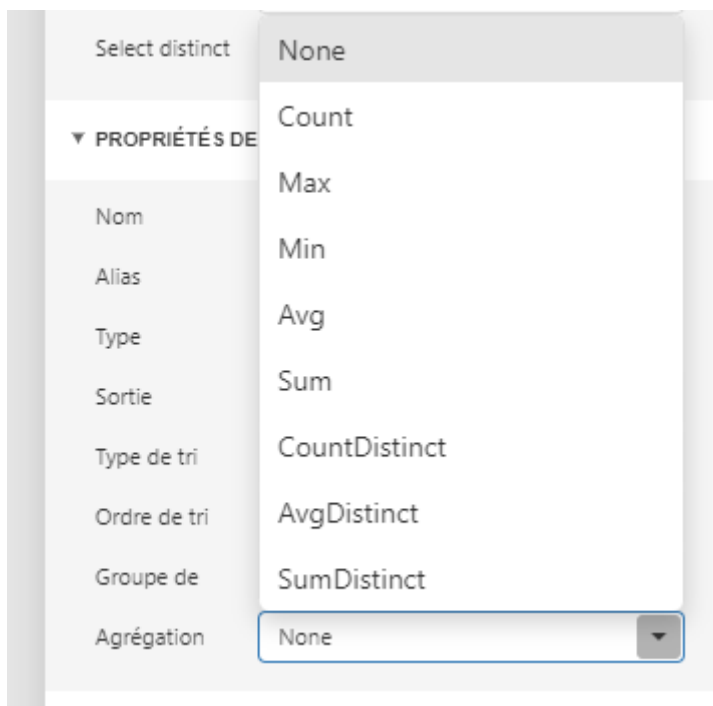 Select distinct
None
Count
▼ PROPRIÉTÉS DE
Max
Nom
Min
Alias
Avg
Type
Sum
Sortie
CountDistinct
Type de tri
AvgDistinct
Ordre de tri
Groupe de
SumDistinct
Agrégation
None